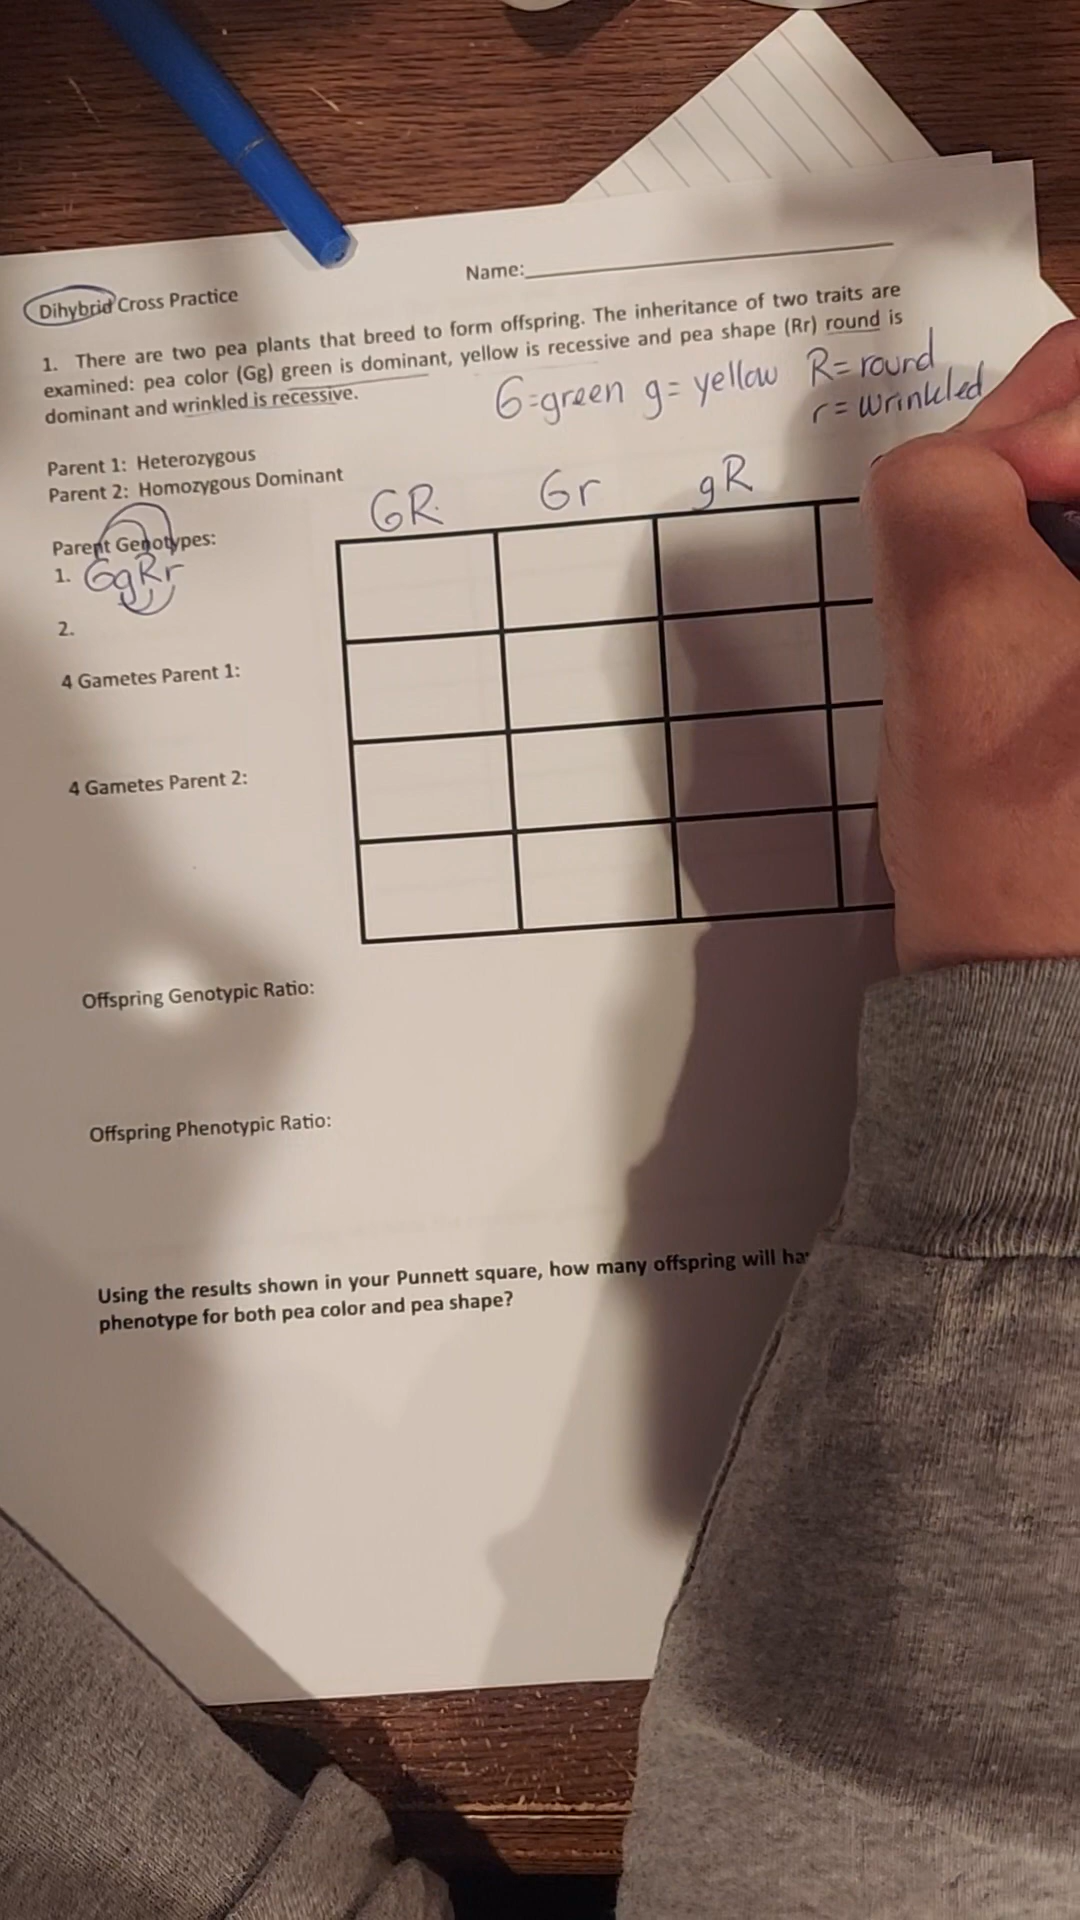 Name:
Dihybrid Cross Practice
1. There are two pea plants that breed to form offspring. The inheritance of two traits are
examined: pea color (Gg) green is dominant, yellow is recessive and pea shape (Rr) round is
dominant and wrinkled is recessive.
G=green g= yellow R= round
r = wrinkled
Parent 1: Heterozygous
Parent 2: Homozygous Dominant
GR Gr gR
Parent Genotypes:
1. GgRr
2.
4 Gametes Parent 1:
4 Gametes Parent 2:
Offspring Genotypic Ratio:
Offspring Phenotypic Ratio:
Using the results shown in your Punnett square, how many offspring will
phenotype for both pea color and pea shape?